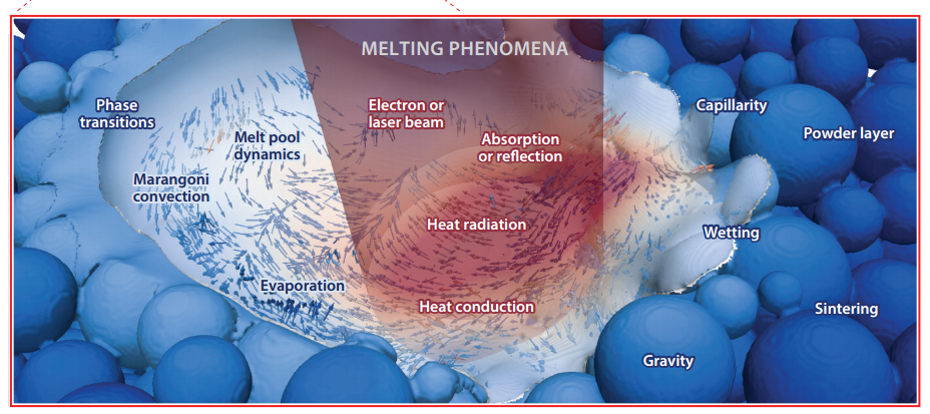 MELTING PHENOMENA
Phase
transitions
Electron or
laser beam
Capillarity
Powder layer
Melt pool
dynamics
Absorption
or reflection
Marangoni
convection
Heat radiation
Wetting
Evaporation
Heat conduction
Sintering
Gravity